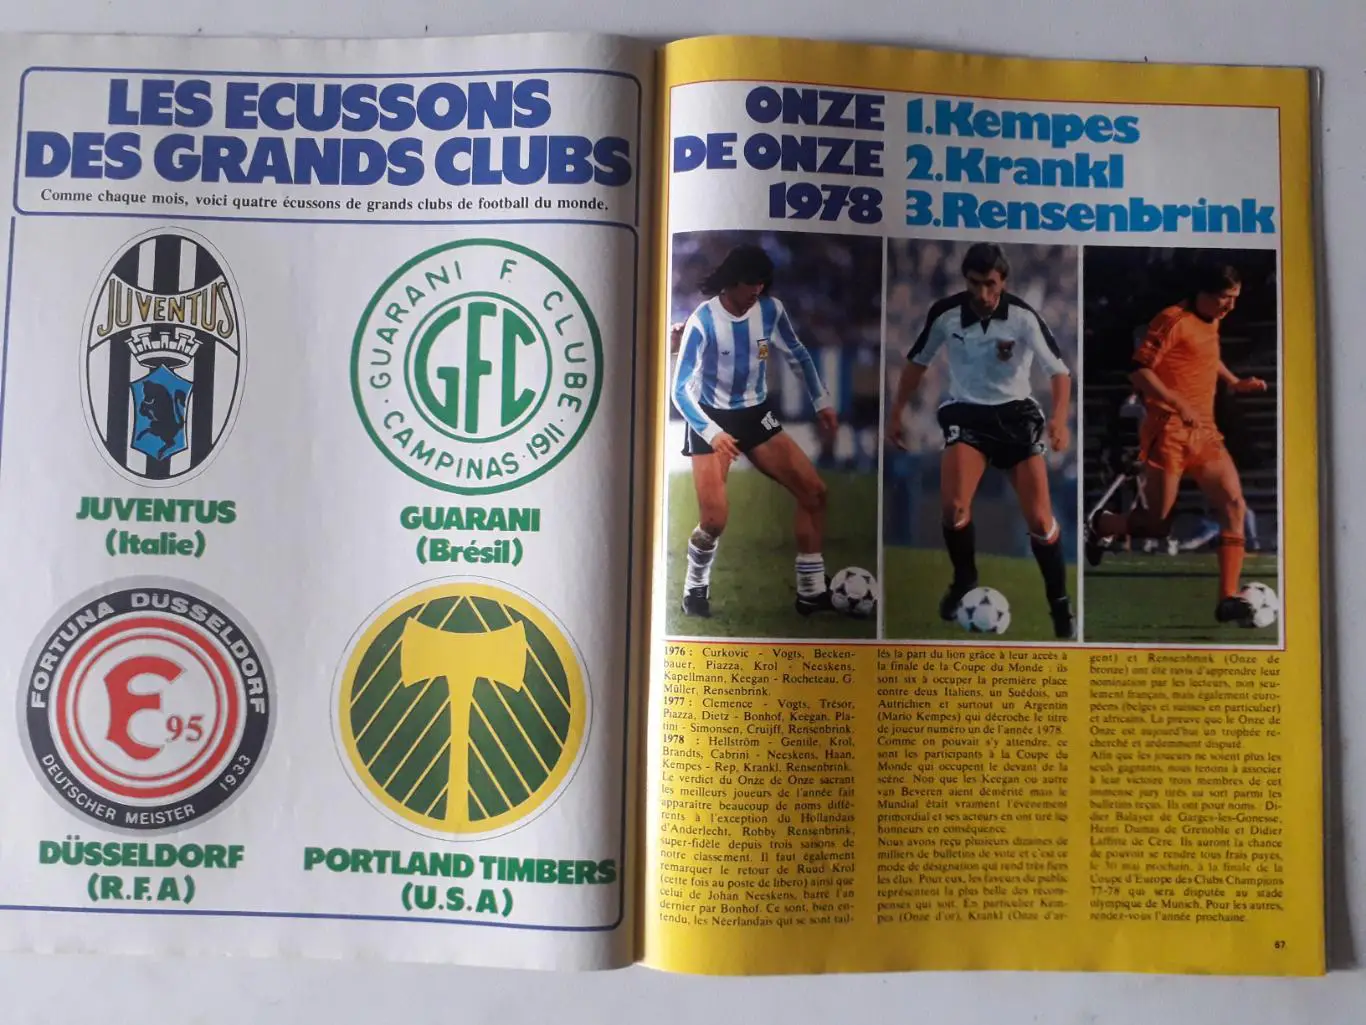 LES ECUSSONS
DES GRANDS CLUBS
Comme chaque mois, voici quatre écussons de grands clubs de football du monde.
JUVENTUS
JUVENTUS
(Italie)
GUARANI F. CLUBE
GFC
CAMPINAS · 1911
GUARANI
(Brésil)
FORTUNA DÜSSELDORF
F 95
DEUTSCHER MEISTER 1933
DÜSSELDORF
(R.F.A)
PORTLAND TIMBERS
(U.S.A)
ONZE
DE ONZE
1978
1.Kempes
2.Krankl
3.Rensenbrink
1976 : Curkovic - Vogts, Becken-
bauer, Piazza, Krol - Neeskens,
Kapellmann, Keegan - Rocheteau, G.
Müller, Rensenbrink.
1977 : Clemence - Vogts, Trésor,
Piazza, Dietz - Bonhof, Keegan, Pla-
tini - Simonsen, Cruijff, Rensenbrink.
1978 : Hellström - Gentile, Krol,
Brandts, Cabrini - Neeskens, Haan,
Kempes - Rep, Krankl, Rensenbrink.
Le verdict du Onze de Onze sacrant
les meilleurs joueurs de l'année fait
apparaître beaucoup de noms diffé-
rents à l'exception du Hollandais
d'Anderlecht, Robby Rensenbrink,
super-fidèle depuis trois saisons de
notre classement. Il faut également
remarquer le retour de Ruud Krol
(cette fois au poste de libero) ainsi que
celui de Johan Neeskens, barré l'an
dernier par Bonhof. Ce sont, bien en-
tendu, les Néerlandais qui se sont tail-
lés la part du lion grâce à leur accès à
la finale de la Coupe du Monde : ils
sont six à occuper la première place
contre deux Italiens, un Suédois, un
Autrichien et surtout un Argentin
(Mario Kempes) qui décroche le titre
de joueur numéro un de l'année 1978.
Comme on pouvait s'y attendre, ce
sont les participants à la Coupe du
Monde qui occupent le devant de la
scène. Non que les Keegan ou autre
van Beveren aient démérité mais le
Mundial était vraiment l'événement
primordial et ses acteurs en ont tiré les
honneurs en conséquence.
Nous avons reçu plusieurs dizaines de
milliers de bulletins de vote et c'est ce
mode de désignation qui rend très fiers
les élus. Pour eux, les faveurs du public
représentent la plus belle des récom-
penses qui soit. En particulier Kem-
pes (Onze d'or), Krankl (Onze d'ar-
gent) et Rensenbrink (Onze de
bronze) ont été ravis d'apprendre leur
nomination par les lecteurs, non seu-
lement français, mais également euro-
péens (belges et suisses en particulier)
et africains. La preuve que le Onze de
Onze est aujourd'hui un trophée re-
cherché et ardemment disputé.
Afin que les joueurs ne soient plus les
seuls gagnants, nous tenons à associer
à leur victoire trois membres de cet
immense jury tirés au sort parmi les
bulletins reçus. Ils ont pour noms : Di-
dier Balayez de Garges-les-Gonesse,
Henri Dumas de Grenoble et Didier
Laffitte de Cère. Ils auront la chance
de pouvoir se rendre tous frais payés,
le 30 mai prochain, à la finale de la
Coupe d'Europe des Clubs Champions
77-78 qui sera disputée au stade
olympique de Munich. Pour les autres,
rendez-vous l'année prochaine.
67